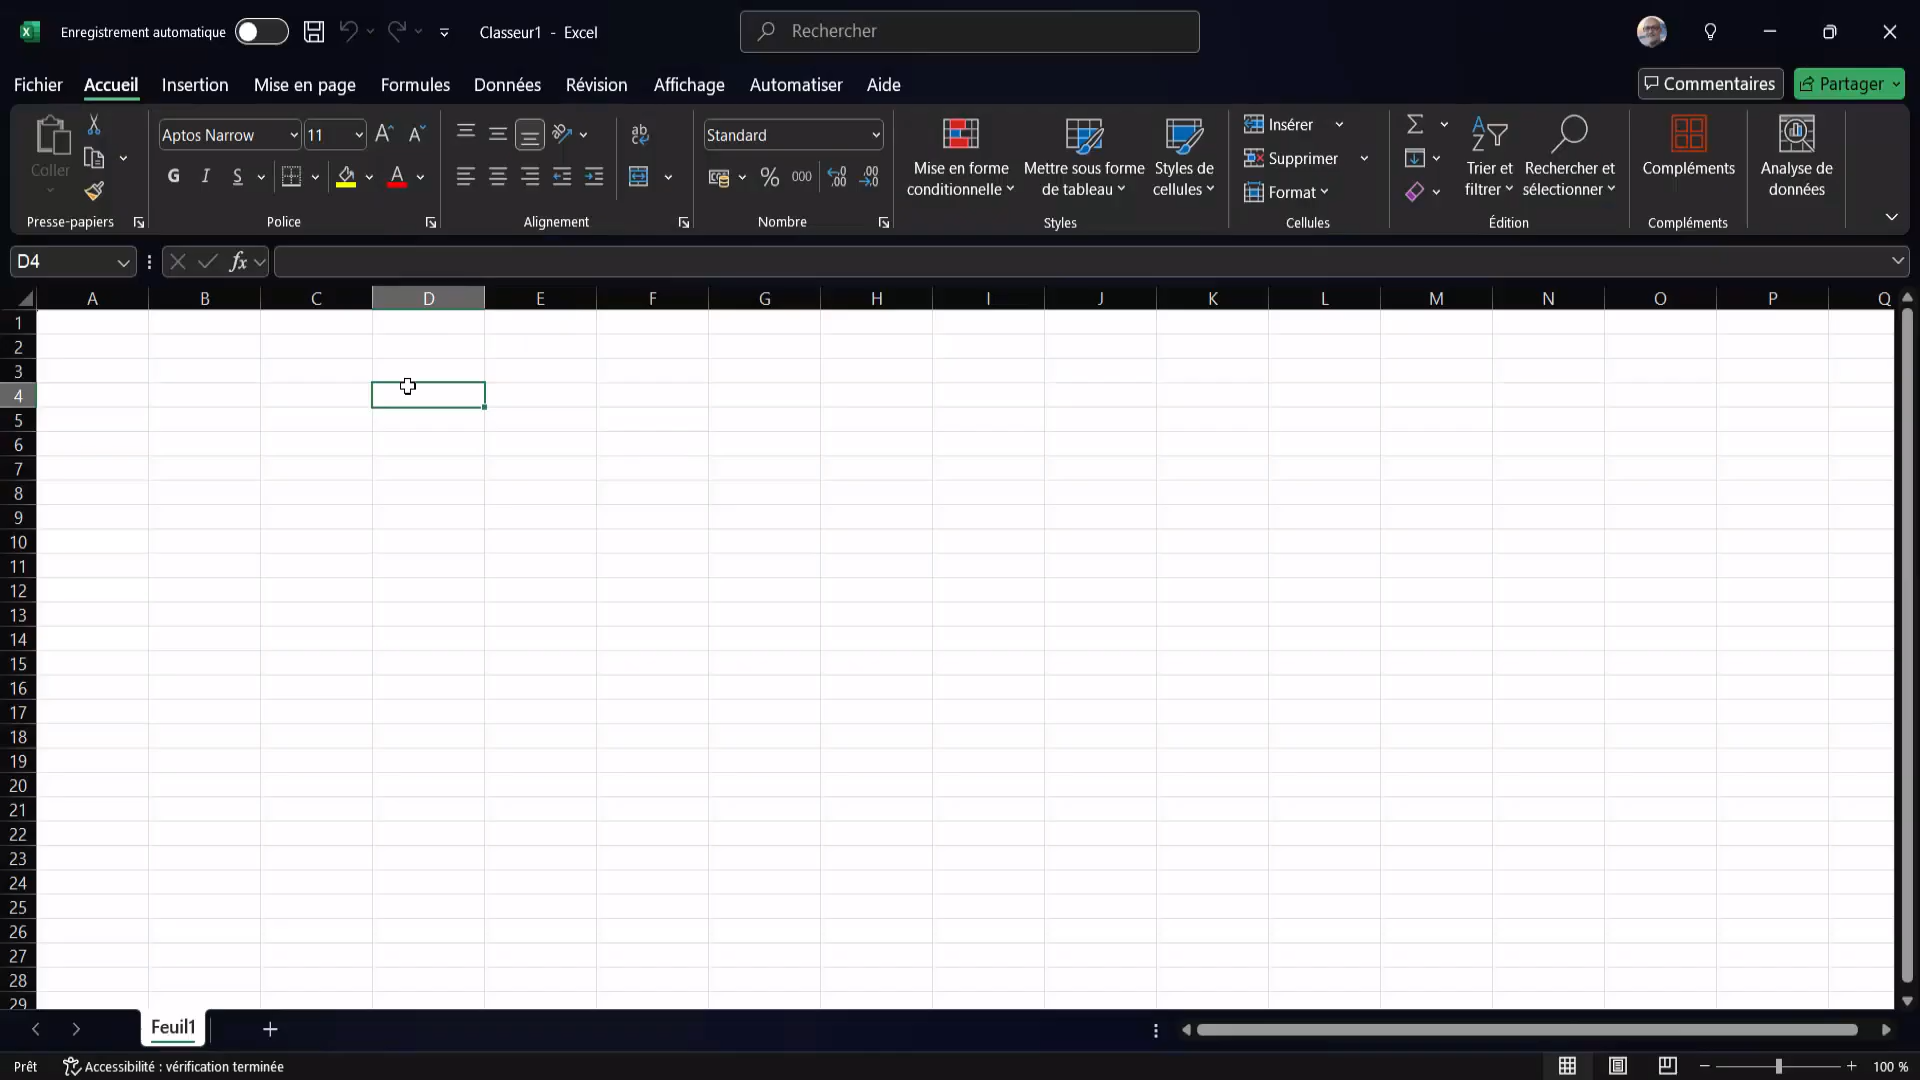 Enregistrement automatique
Classeur1 - Excel
Rechercher
Fichier Accueil Insertion Mise en page Formules Données Révision Affichage Automatiser Aide
Commentaires
Partager
Coller
Presse-papiers
Aptos Narrow 11
G I S
Police
Alignement
Standard
% 000
Nombre
Mise en forme conditionnelle
Mettre sous forme de tableau
Styles de cellules
Styles
Insérer
Supprimer
Format
Cellules
Trier et filtrer
Rechercher et sélectionner
Édition
Compléments
Compléments
Analyse de données
D4
fx
A B C D E F G H I J K L M N O P Q
1
2
3
4
5
6
7
8
9
10
11
12
13
14
15
16
17
18
19
20
21
22
23
24
25
26
27
28
29
Feuil1
Prêt
Accessibilité : vérification terminée
100 %